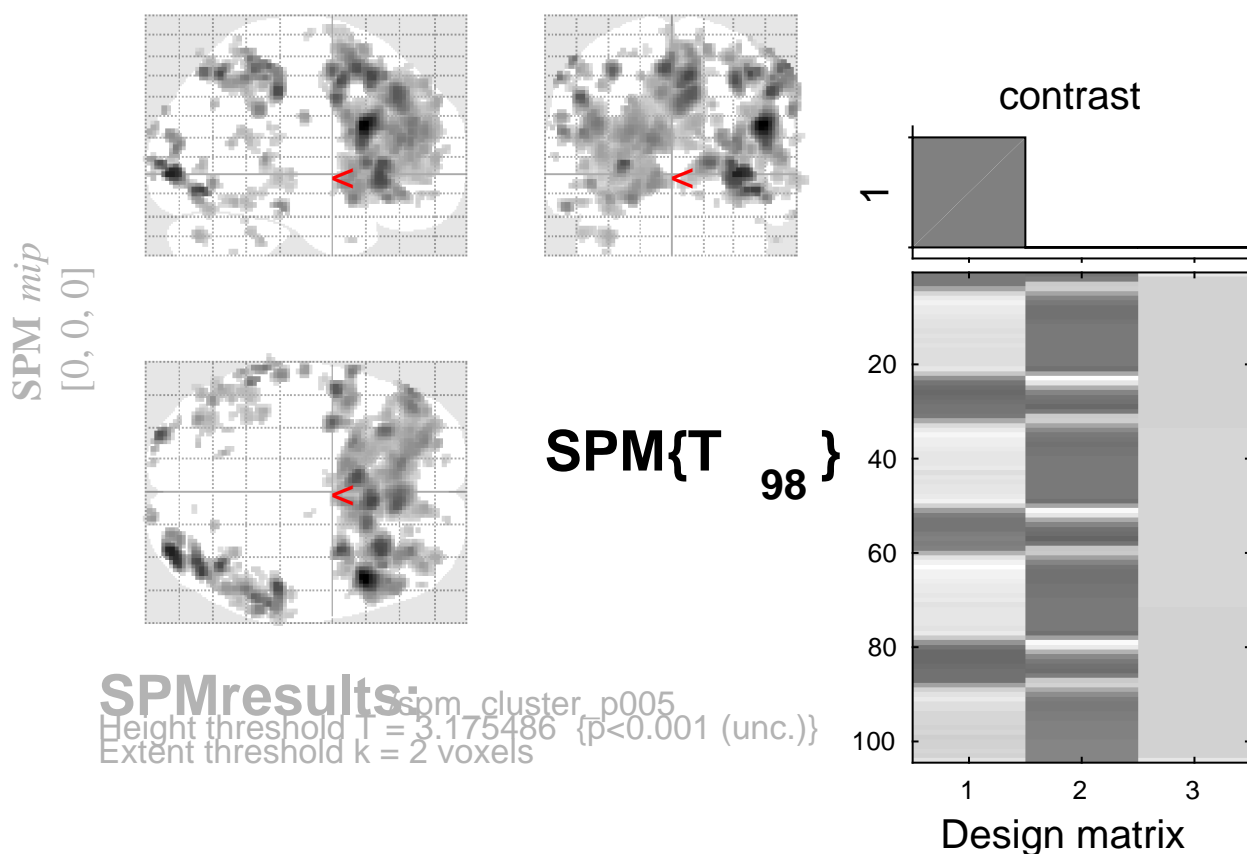 SPM mip
[0, 0, 0]
<
<
<
SPM{T 98}
SPMresults: ./spm_cluster_p005
Height threshold T = 3.175486 {p<0.001 (unc.)}
Extent threshold k = 2 voxels
contrast
1
20
40
60
80
100
1 2 3
Design matrix